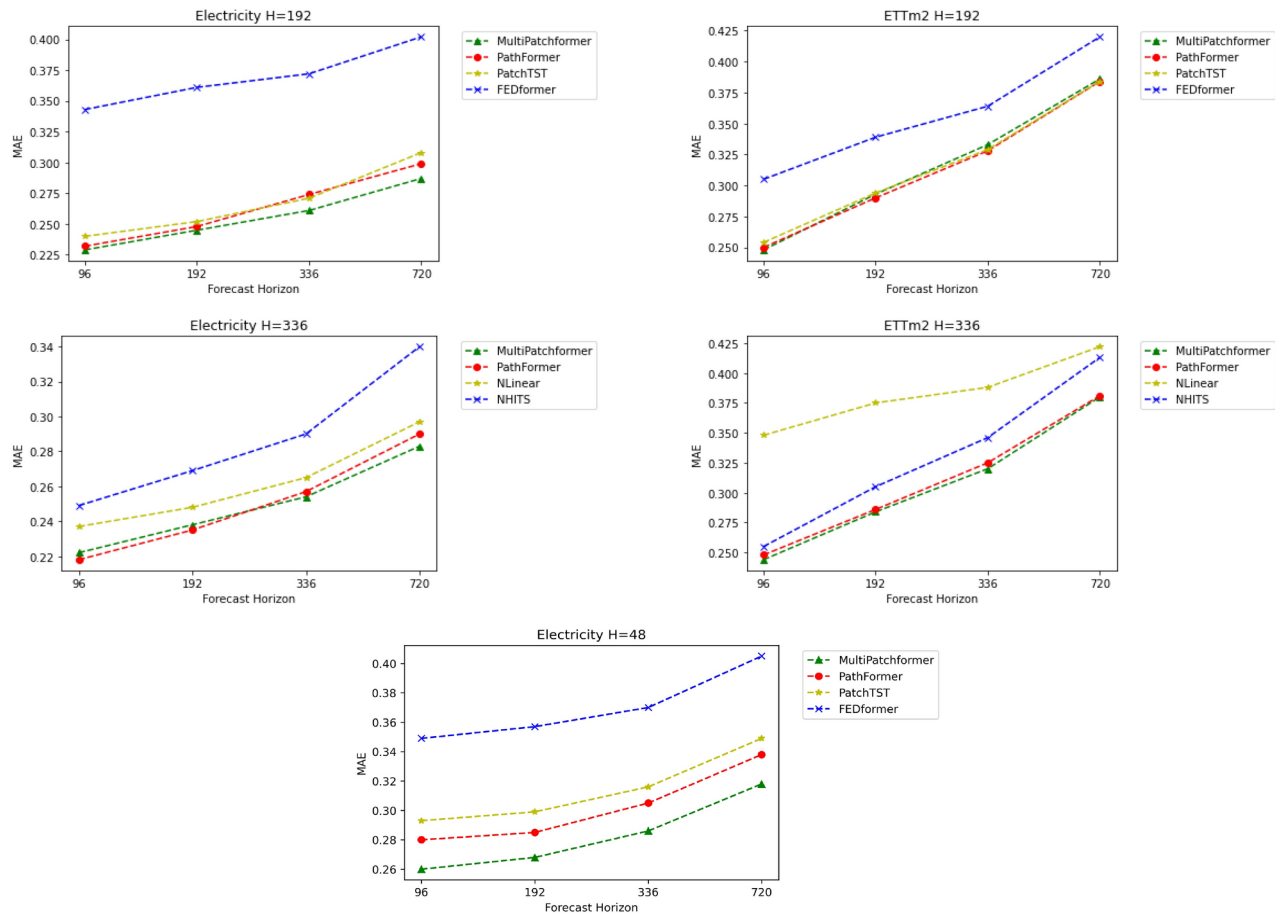 Electricity H=192
MAE
0.400
0.375
0.350
0.325
0.300
0.275
0.250
0.225
96 192 336 720
Forecast Horizon
MultiPatchformer
PathFormer
PatchTST
FEDformer
ETTm2 H=192
MAE
0.425
0.400
0.375
0.350
0.325
0.300
0.275
0.250
96 192 336 720
Forecast Horizon
MultiPatchformer
PathFormer
PatchTST
FEDformer
Electricity H=336
MAE
0.34
0.32
0.30
0.28
0.26
0.24
0.22
96 192 336 720
Forecast Horizon
MultiPatchformer
PathFormer
NLinear
NHITS
ETTm2 H=336
MAE
0.425
0.400
0.375
0.350
0.325
0.300
0.275
0.250
96 192 336 720
Forecast Horizon
MultiPatchformer
PathFormer
NLinear
NHITS
Electricity H=48
MAE
0.40
0.38
0.36
0.34
0.32
0.30
0.28
0.26
96 192 336 720
Forecast Horizon
MultiPatchformer
PathFormer
PatchTST
FEDformer